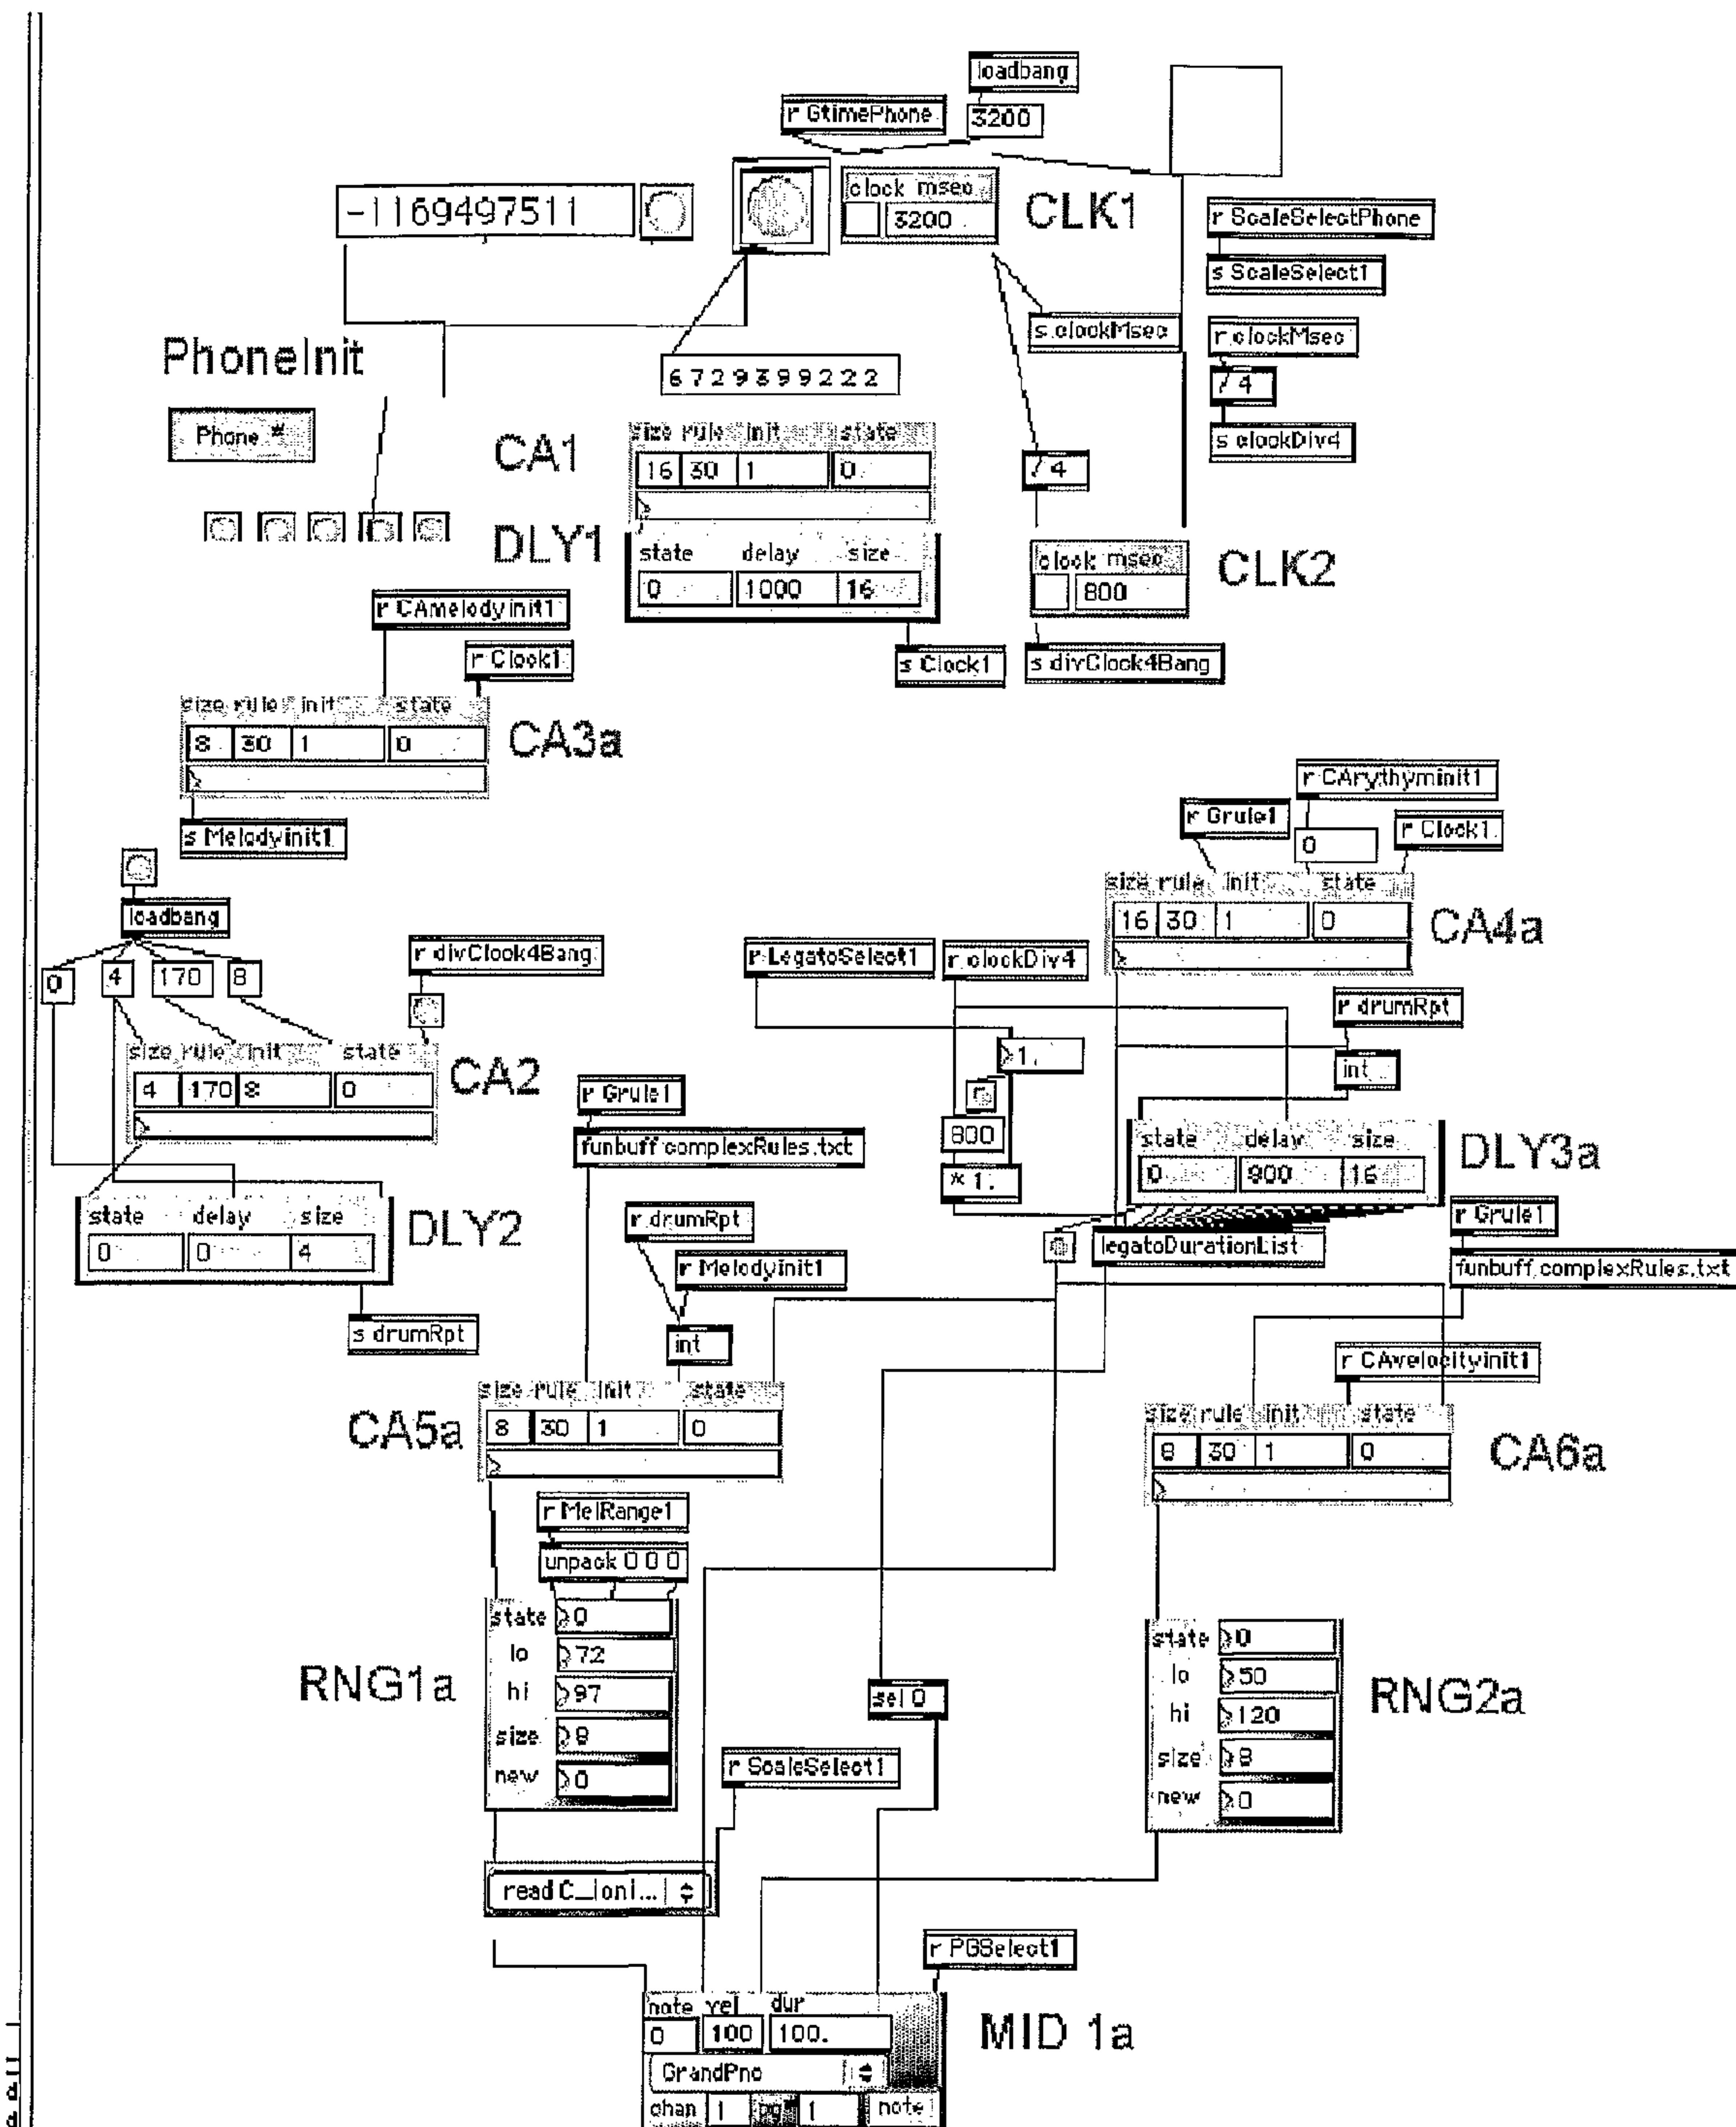 loadbang
r GtimePhone
3200
-1169497511
clock msec
3200
CLK1
r ScaleSelectPhone
s ScaleSelect1
s clockMsec
r clockMsec
PhoneInit
6729399222
/ 4
Phone #
s clockDiv4
CA1
size rule init state
16 30 1 0
/ 4
DLY1
state delay size
0 1000 16
clock msec
800
CLK2
r CAmelodyinit1
r Clock1
s Clock1
s divClock4Bang
size rule init state
8 30 1 0
CA3a
s Melodyinit1
r CArythyminit1
r Grule1
0
r Clock1
size rule init state
16 30 1 0
CA4a
loadbang
0 4 170 8
r divClock4Bang
r LegatoSelect1
r clockDiv4
r drumRpt
int
size rule init state
4 170 8 0
CA2
1.
800
* 1.
r Grule1
funbuff complexRules.txt
state delay size
0 800 16
DLY3a
state delay size
0 0 4
DLY2
r drumRpt
r Melodyinit1
int
legatoDurationList
r Grule1
funbuff complexRules.txt
s drumRpt
r CAvelocityinit1
CA5a
size rule init state
8 30 1 0
size rule init state
8 30 1 0
CA6a
r MelRange1
unpack 0 0 0
RNG1a
state 0
lo 72
hi 97
size 8
new 0
sel 0
state 0
lo 50
hi 120
size 8
new 0
RNG2a
r ScaleSelect1
read C_Ioni...
r PGSelect1
note vel dur
0 100 100.
MID 1a
GrandPno
chan 1 pg# 1 note